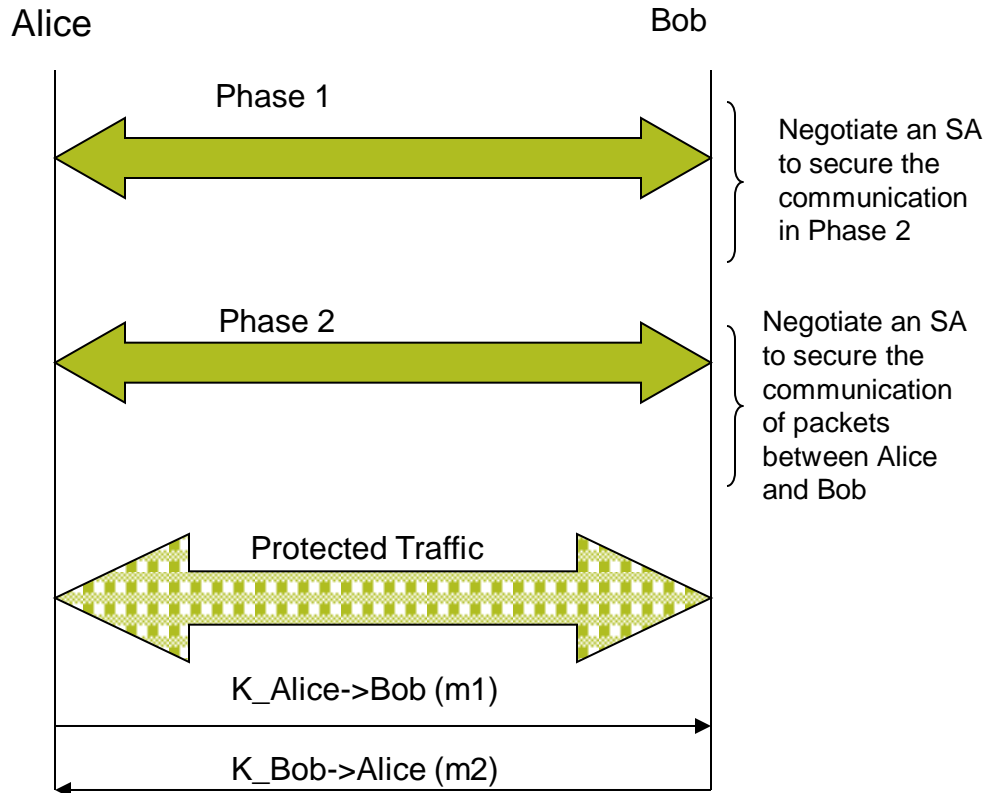 Alice
Bob
Phase 1
Negotiate an SA
to secure the
communication
in Phase 2
Phase 2
Negotiate an SA
to secure the
communication
of packets
between Alice
and Bob
Protected Traffic
K_Alice->Bob (m1)
K_Bob->Alice (m2)